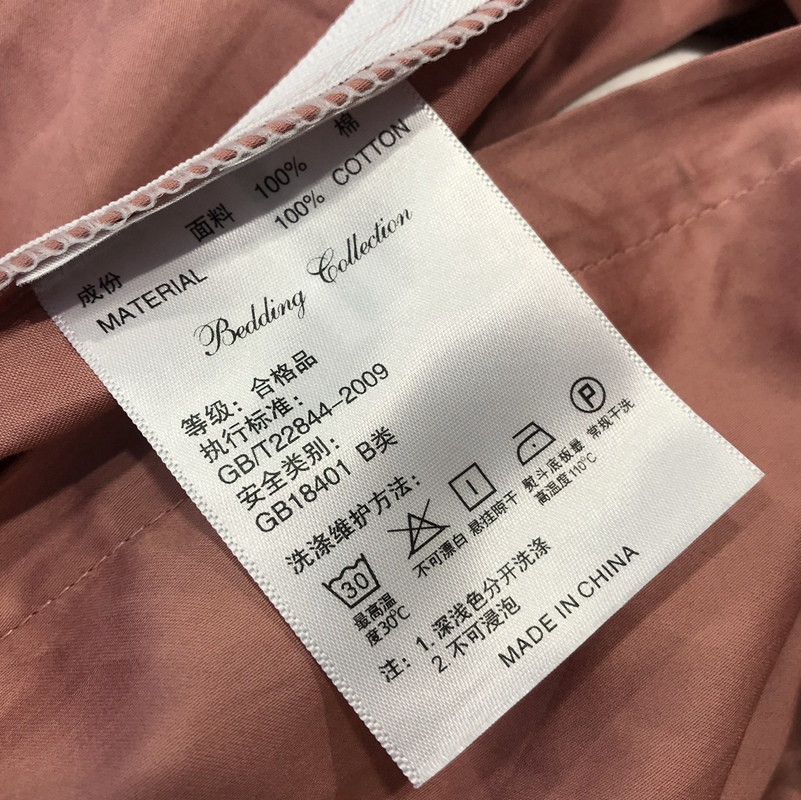 成份 面料 100% 棉
MATERIAL 100% COTTON
Bedding Collection
等级: 合格品
执行标准:
GB/T22844-2009
安全类别:
GB18401 B类
洗涤维护方法:
30
P
最高温
度30℃
不可漂白
悬挂晾干
熨斗底板最
高温度110℃
常规干洗
注: 1. 深浅色分开洗涤
2. 不可浸泡
MADE IN CHINA